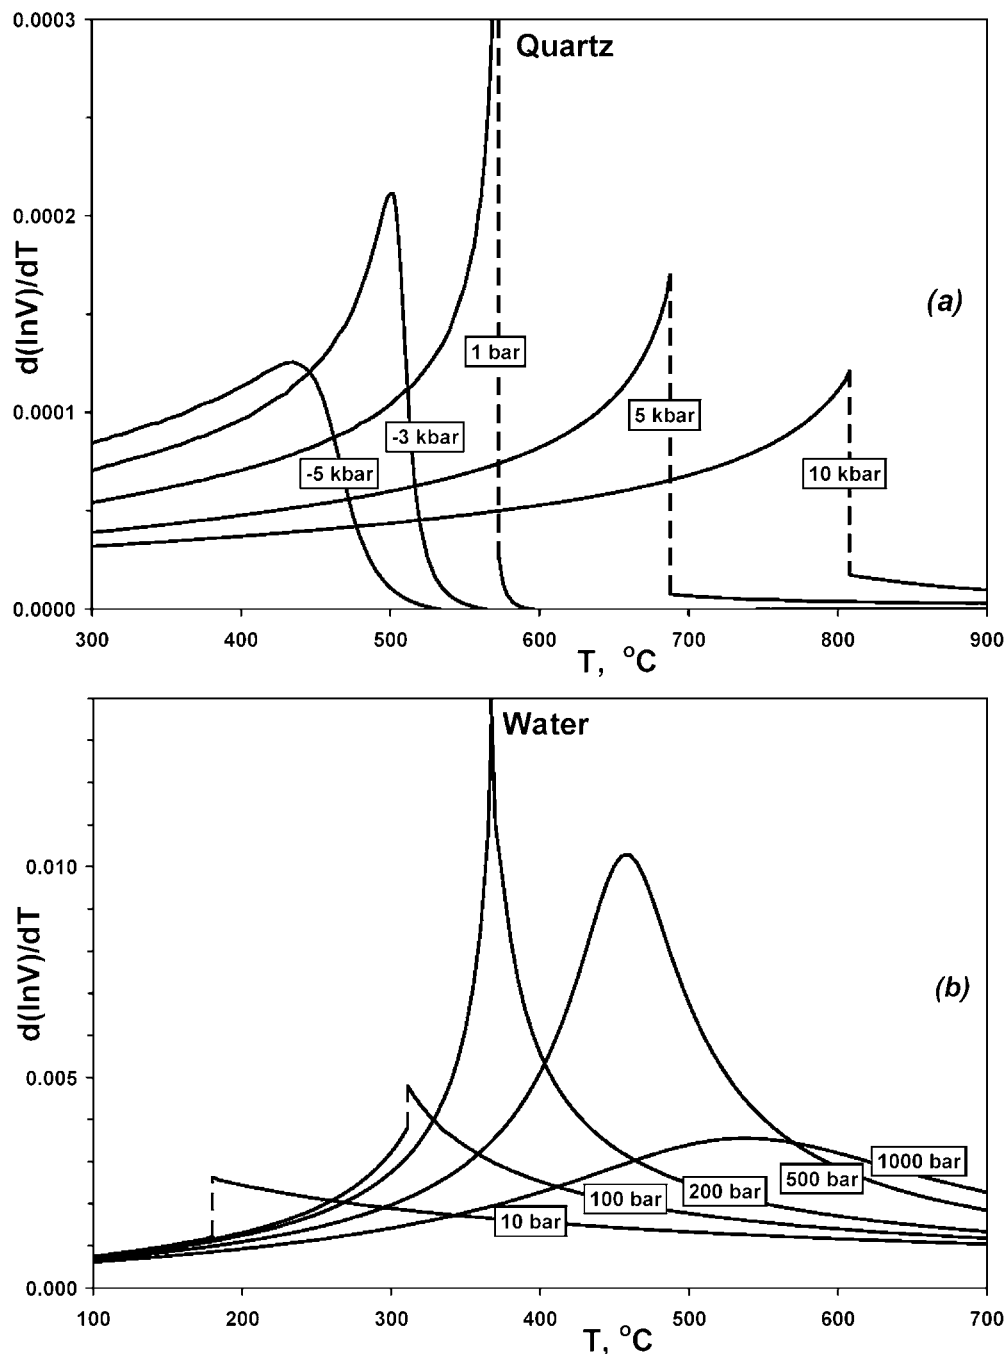 0.0003
Quartz
0.0002
d(lnV)/dT
(a)
1 bar
0.0001
5 kbar
-3 kbar
-5 kbar
10 kbar
0.0000
300 400 500 600 700 800 900
T, °C
Water
0.010
d(lnV)/dT
(b)
0.005
1000 bar
500 bar
200 bar
100 bar
10 bar
0.000
100 200 300 400 500 600 700
T, °C